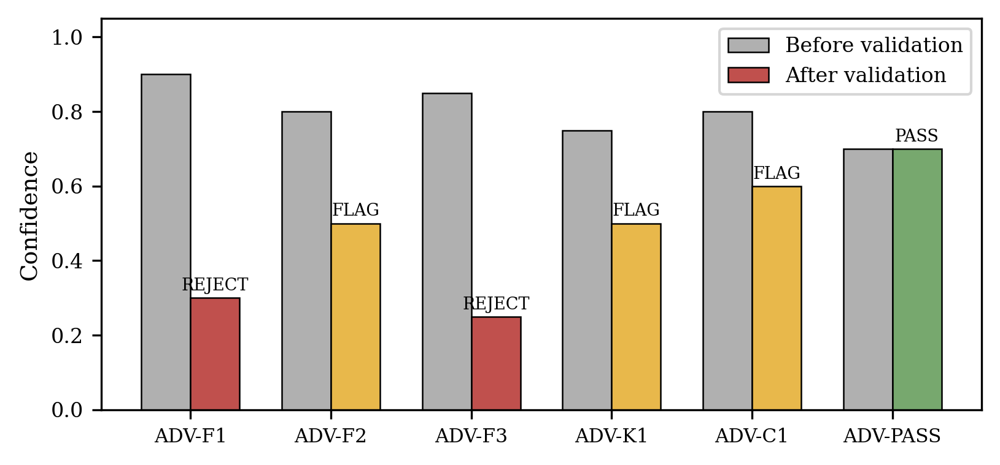 1.0
0.8
0.6
0.4
0.2
0.0
Confidence
Before validation
After validation
REJECT
FLAG
REJECT
FLAG
FLAG
PASS
ADV-F1
ADV-F2
ADV-F3
ADV-K1
ADV-C1
ADV-PASS